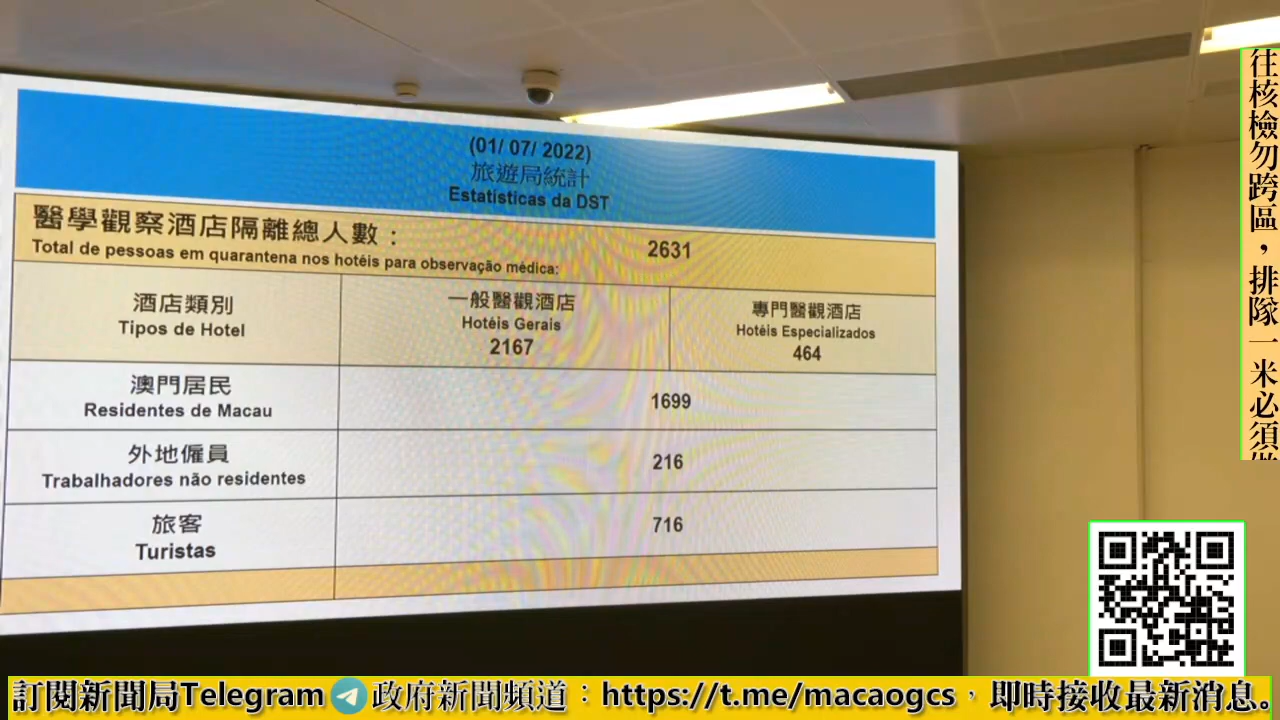 (01/ 07/ 2022)
旅遊局統計
Estatísticas da DST
醫學觀察酒店隔離總人數：
Total de pessoas em quarentena nos hotéis para observação médica:
2631
酒店類別
Tipos de Hotel
一般醫觀酒店
Hotéis Gerais
2167
專門醫觀酒店
Hotéis Especializados
464
澳門居民
Residentes de Macau
1699
外地僱員
Trabalhadores não residentes
216
旅客
Turistas
716
往核檢勿跨區，排隊一米必須
訂閱新聞局Telegram 政府新聞頻道：https://t.me/macaogcs，即時接收最新消息。